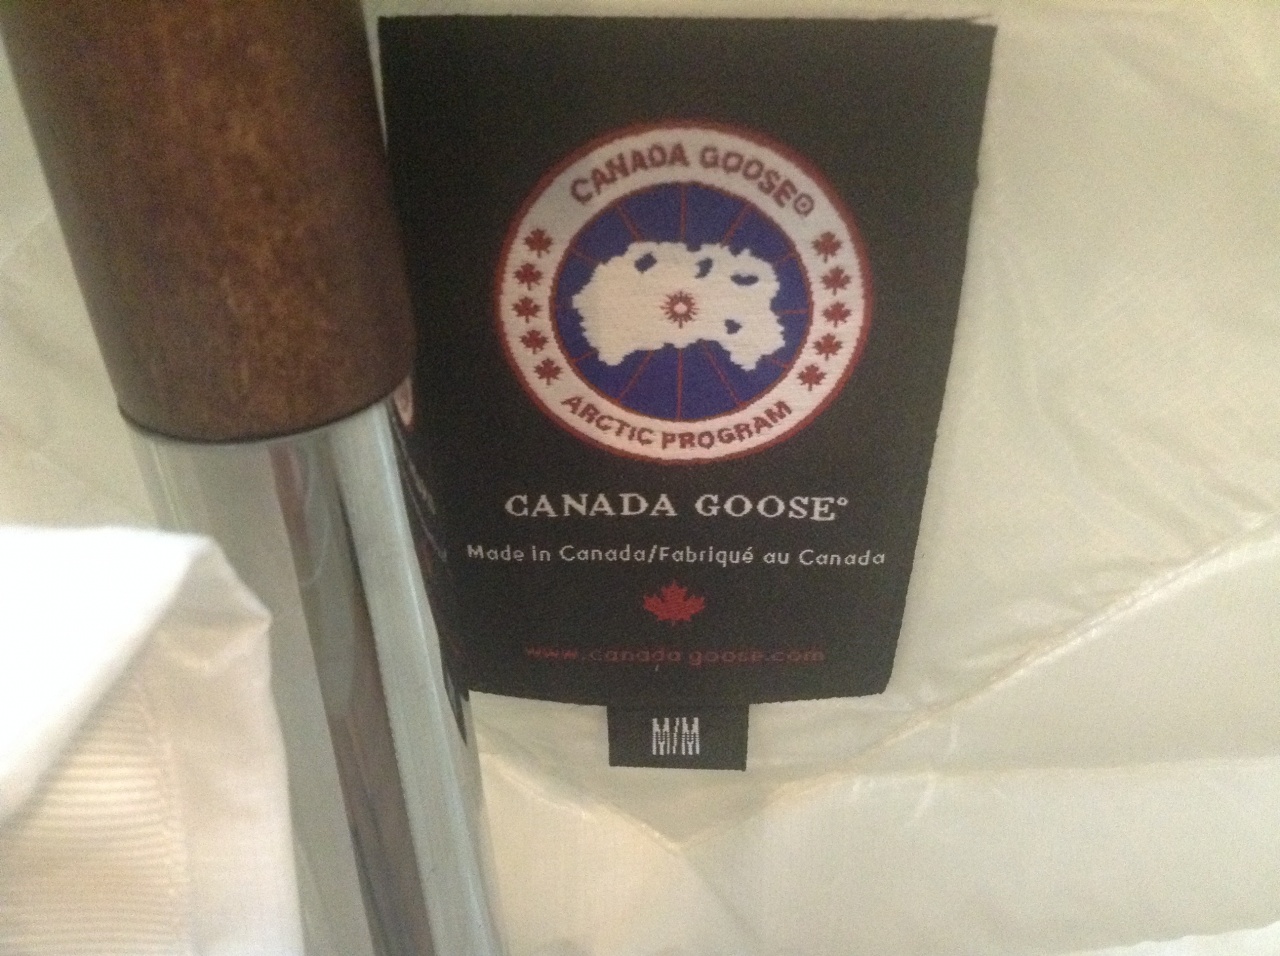 CANADA GOOSE®
ARCTIC PROGRAM
CANADA GOOSE®
Made in Canada/Fabriqué au Canada
www.canada goose.com
M/M